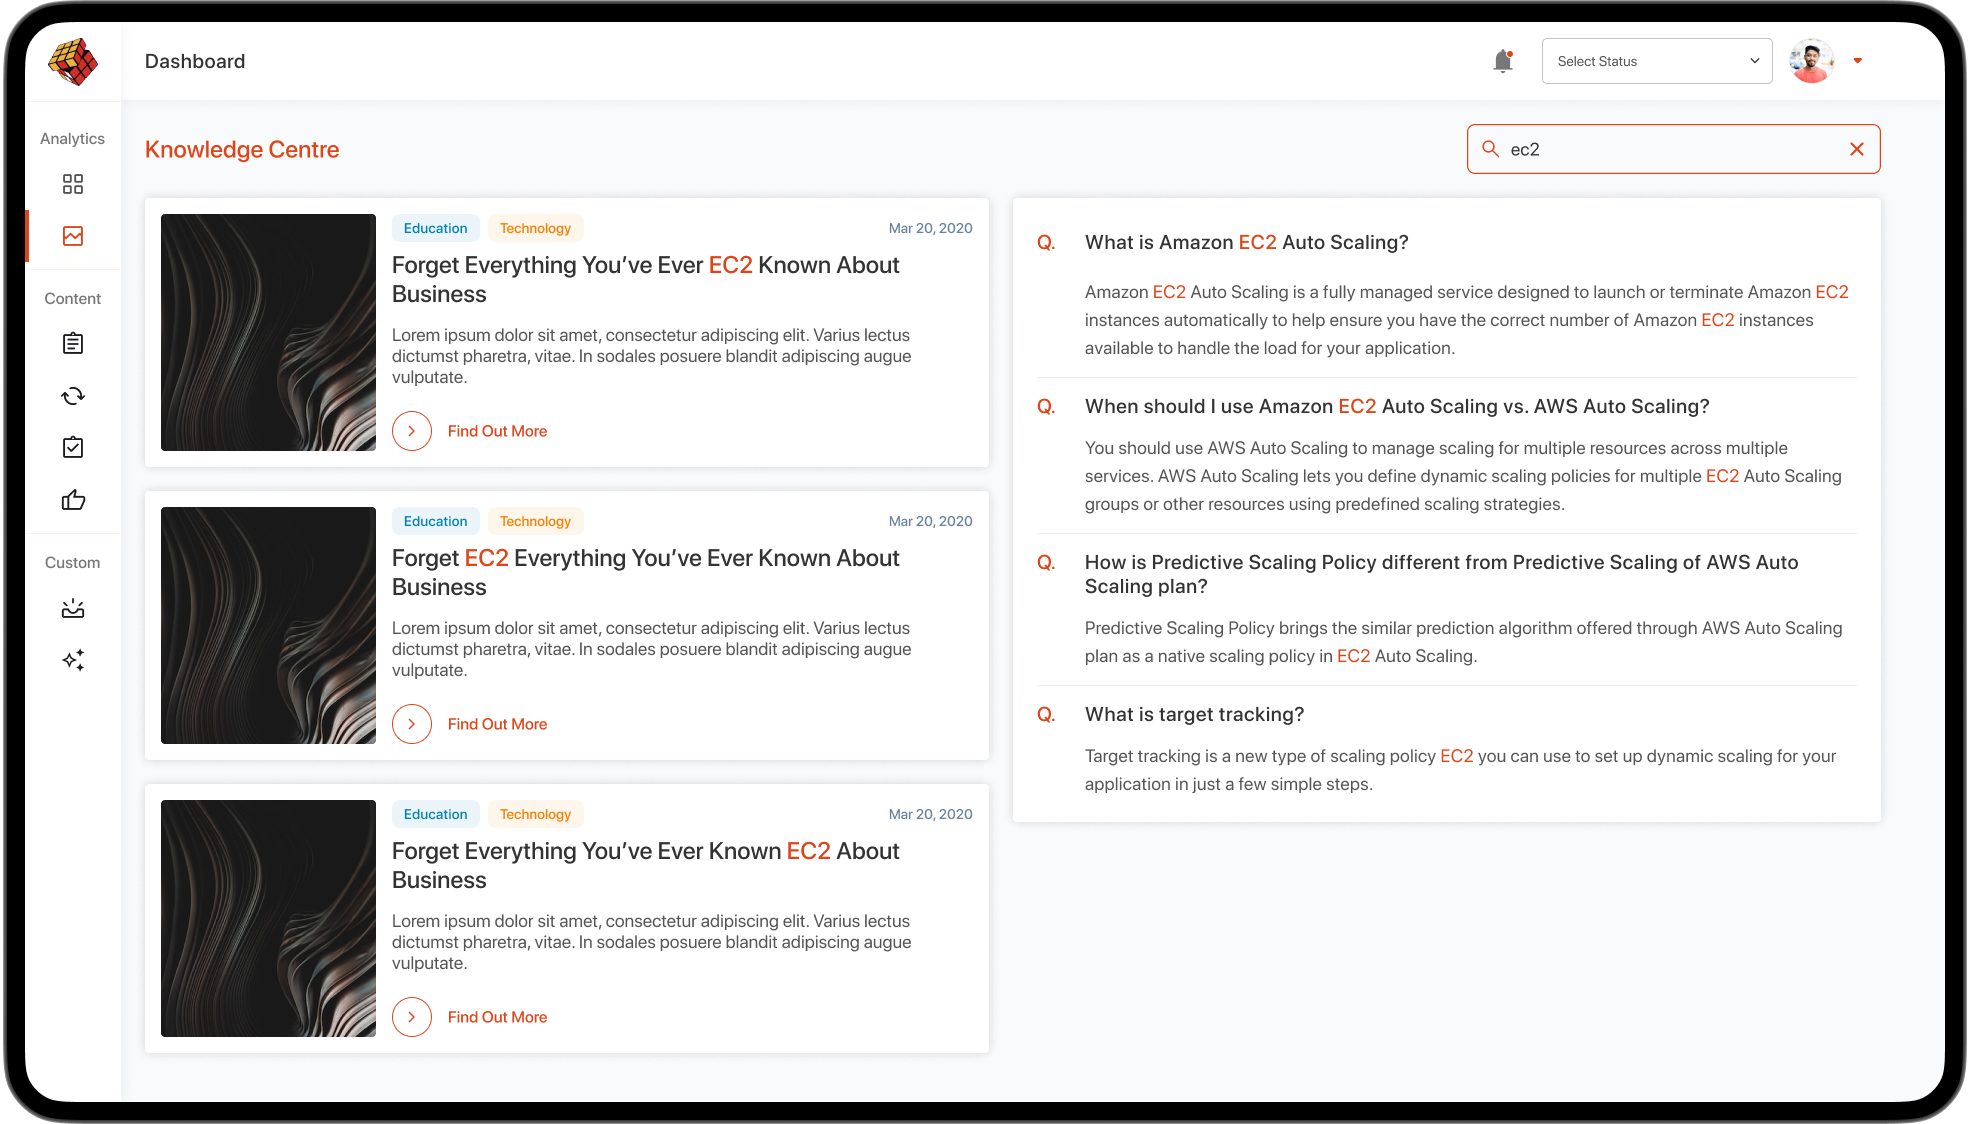 Dashboard
Select Status
Analytics
Content
Custom
Knowledge Centre
ec2
Education
Technology
Mar 20, 2020
Forget Everything You’ve Ever EC2 Known About
Business
Lorem ipsum dolor sit amet, consectetur adipiscing elit. Varius lectus
dictumst pharetra, vitae. In sodales posuere blandit adipiscing augue
vulputate.
Find Out More
Education
Technology
Mar 20, 2020
Forget EC2 Everything You’ve Ever Known About
Business
Lorem ipsum dolor sit amet, consectetur adipiscing elit. Varius lectus
dictumst pharetra, vitae. In sodales posuere blandit adipiscing augue
vulputate.
Find Out More
Education
Technology
Mar 20, 2020
Forget Everything You’ve Ever Known EC2 About
Business
Lorem ipsum dolor sit amet, consectetur adipiscing elit. Varius lectus
dictumst pharetra, vitae. In sodales posuere blandit adipiscing augue
vulputate.
Find Out More
Q. What is Amazon EC2 Auto Scaling?
Amazon EC2 Auto Scaling is a fully managed service designed to launch or terminate Amazon EC2
instances automatically to help ensure you have the correct number of Amazon EC2 instances
available to handle the load for your application.
Q. When should I use Amazon EC2 Auto Scaling vs. AWS Auto Scaling?
You should use AWS Auto Scaling to manage scaling for multiple resources across multiple
services. AWS Auto Scaling lets you define dynamic scaling policies for multiple EC2 Auto Scaling
groups or other resources using predefined scaling strategies.
Q. How is Predictive Scaling Policy different from Predictive Scaling of AWS Auto
Scaling plan?
Predictive Scaling Policy brings the similar prediction algorithm offered through AWS Auto Scaling
plan as a native scaling policy in EC2 Auto Scaling.
Q. What is target tracking?
Target tracking is a new type of scaling policy EC2 you can use to set up dynamic scaling for your
application in just a few simple steps.